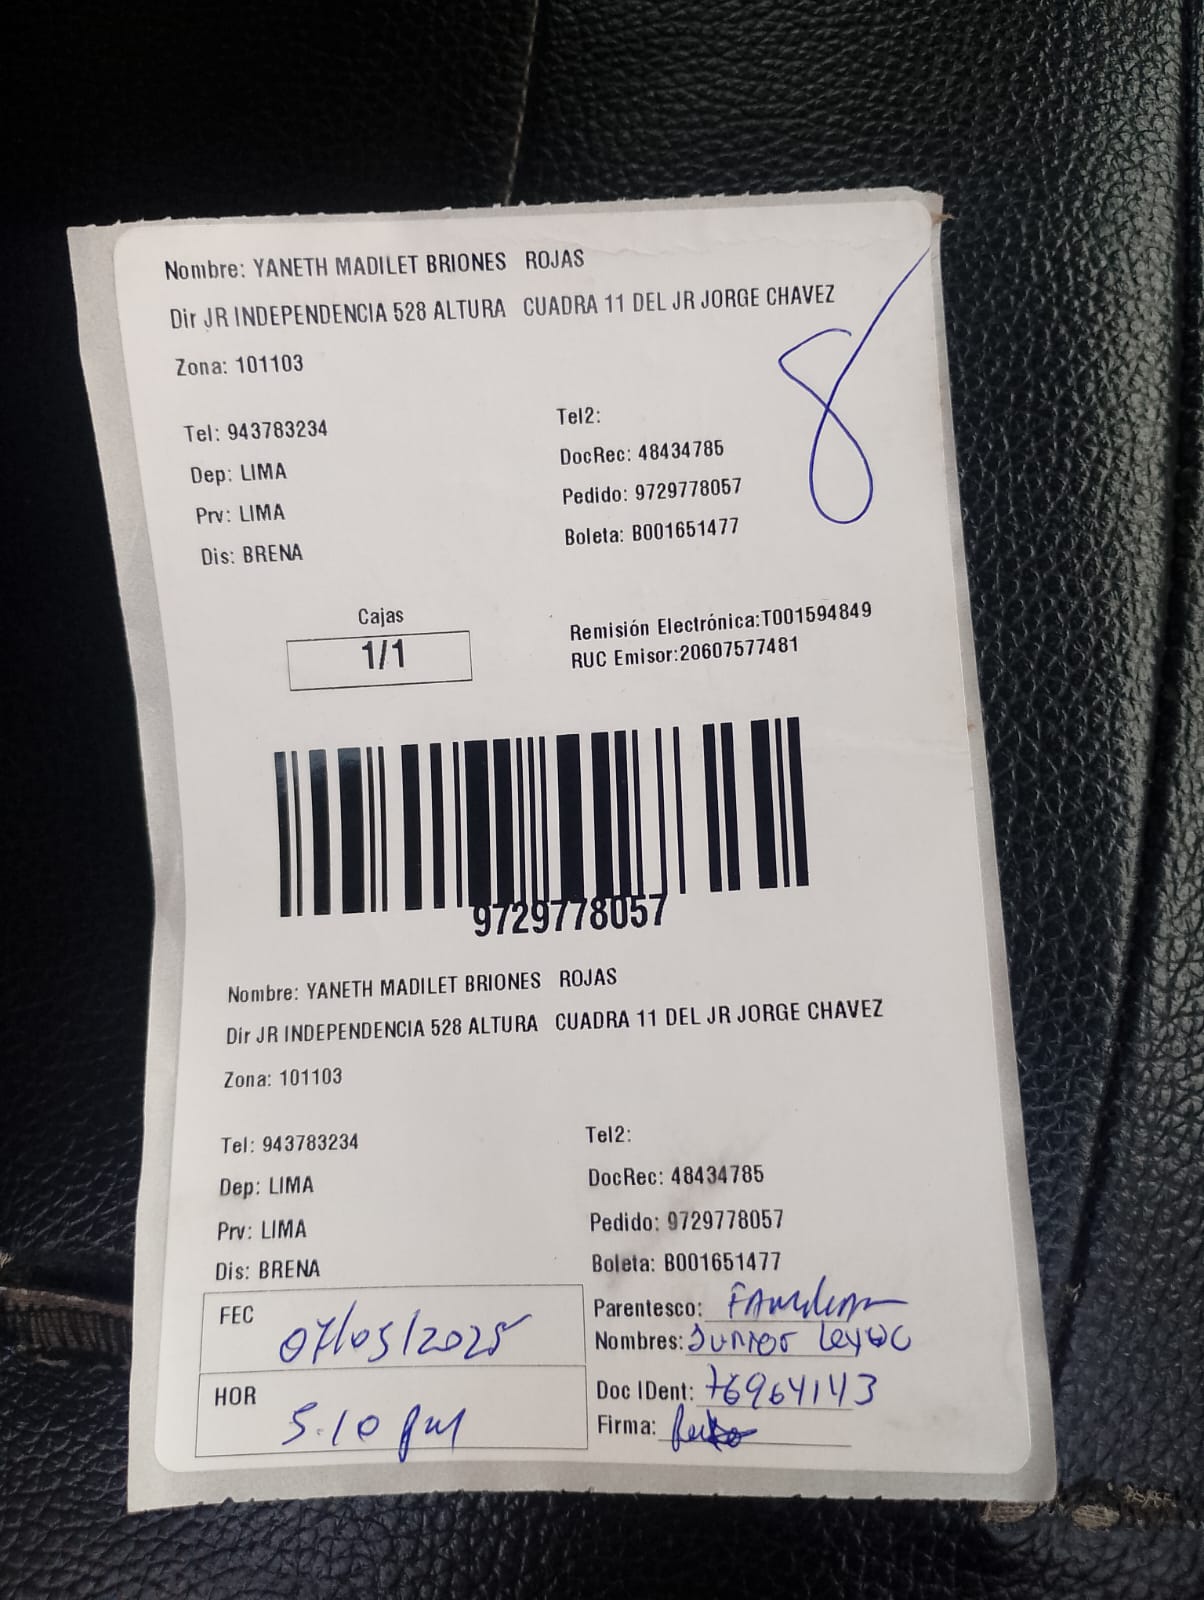 Nombre: YANETH MADILET BRIONES ROJAS
Dir JR INDEPENDENCIA 528 ALTURA CUADRA 11 DEL JR JORGE CHAVEZ
Zona: 101103
8
Tel: 943783234
Tel2:
Dep: LIMA
DocRec: 48434785
Prv: LIMA
Pedido: 9729778057
Dis: BRENA
Boleta: B001651477
Cajas
1/1
Remisión Electrónica:T001594849
RUC Emisor:20607577481
9729778057
Nombre: YANETH MADILET BRIONES ROJAS
Dir JR INDEPENDENCIA 528 ALTURA CUADRA 11 DEL JR JORGE CHAVEZ
Zona: 101103
Tel: 943783234
Tel2:
Dep: LIMA
DocRec: 48434785
Prv: LIMA
Pedido: 9729778057
Dis: BRENA
Boleta: B001651477
FEC 07/05/2025
Parentesco:
Nombres: Junior
HOR 5.10 pm
Doc IDent: 76964143
Firma: